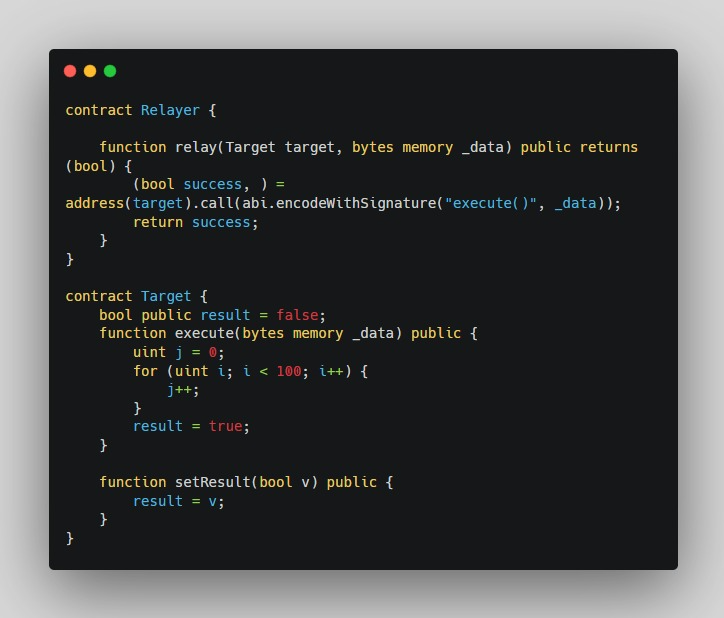 contract Relayer {
function relay(Target target, bytes memory _data) public returns
(bool) {
(bool success, ) =
address(target).call(abi.encodeWithSignature("execute()", _data));
return success;
}
}
contract Target {
bool public result = false;
function execute(bytes memory _data) public {
uint j = 0;
for (uint i; i < 100; i++) {
j++;
}
result = true;
}
function setResult(bool v) public {
result = v;
}
}